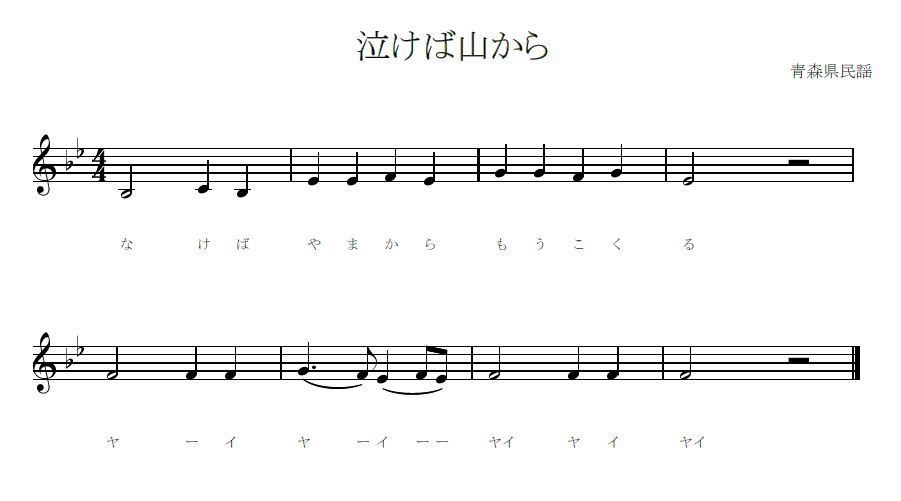 泣けば山から
青森県民謡
4
4
な け ば や ま か ら も う こ く る
ヤ ー イ ヤ ー イ ー ー ヤイ ヤ イ ヤイ